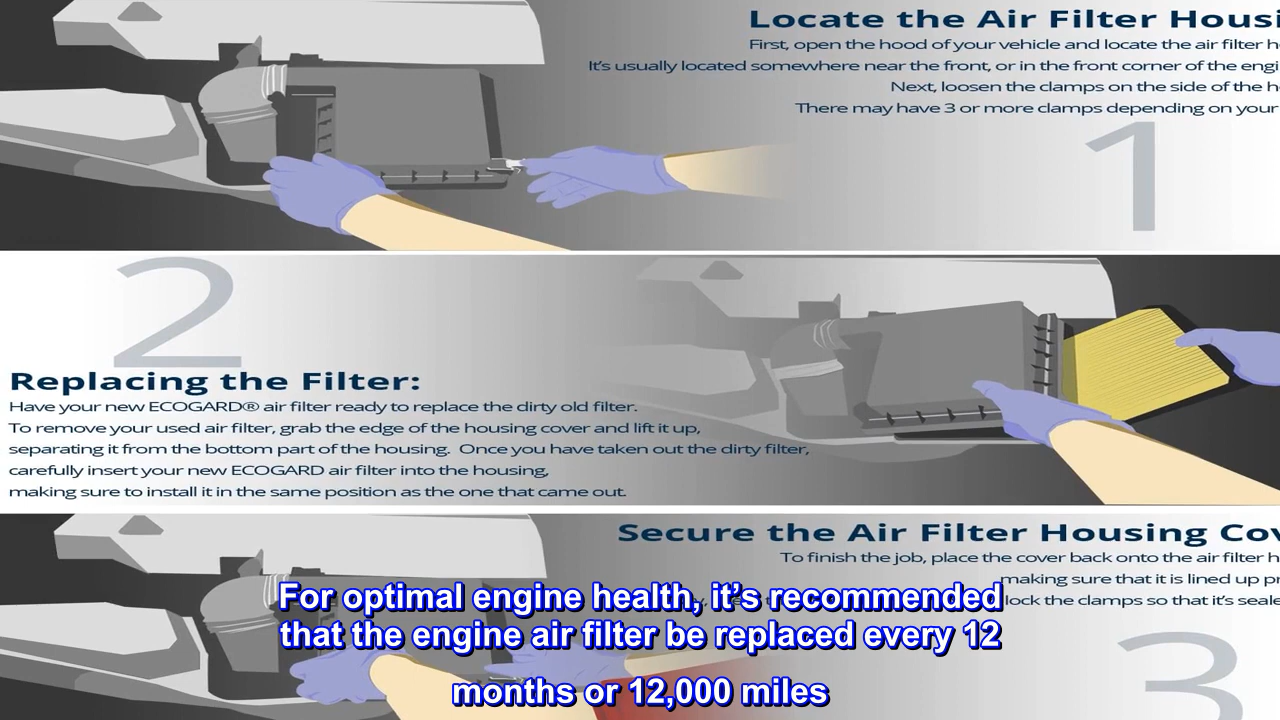 Locate the Air Filter Housi
First, open the hood of your vehicle and locate the air filter h
It's usually located somewhere near the front, or in the front corner of the engi
Next, loosen the clamps on the side of the h
There may have 3 or more clamps depending on your
1
2
Replacing the Filter:
Have your new ECOGARD® air filter ready to replace the dirty old filter.
To remove your used air filter, grab the edge of the housing cover and lift it up,
separating it from the bottom part of the housing. Once you have taken out the dirty filter,
carefully insert your new ECOGARD air filter into the housing,
making sure to install it in the same position as the one that came out.
Secure the Air Filter Housing Cov
To finish the job, place the cover back onto the air filter h
making sure that it is lined up pr
lock the clamps so that it's seale
3
For optimal engine health, it's recommended
that the engine air filter be replaced every 12
months or 12,000 miles